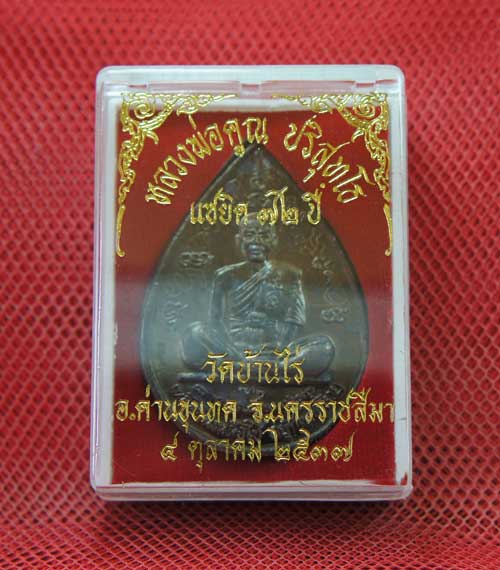 หลวงพ่อคูณ ปริสุทฺโธ
แซยิด ๗๒ ปี
วัดบ้านไร่
อ.ด่านขุนทด จ.นครราชสีมา
๔ ตุลาคม ๒๕๓๗